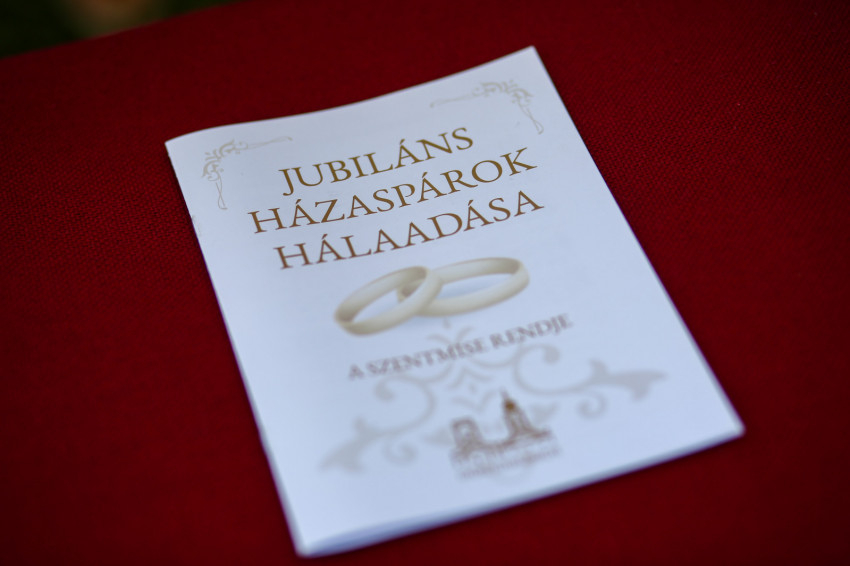 JUBILÁNS
HÁZASPÁROK
HÁLAADÁSA
A SZENTMISE RENDJE